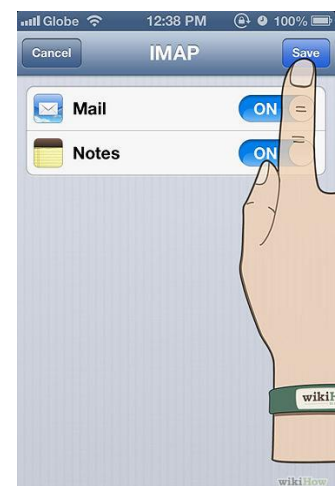 Globe 12:38 PM 100%
Cancel IMAP Save
Mail ON
Notes ON
wikiH
wikiHow